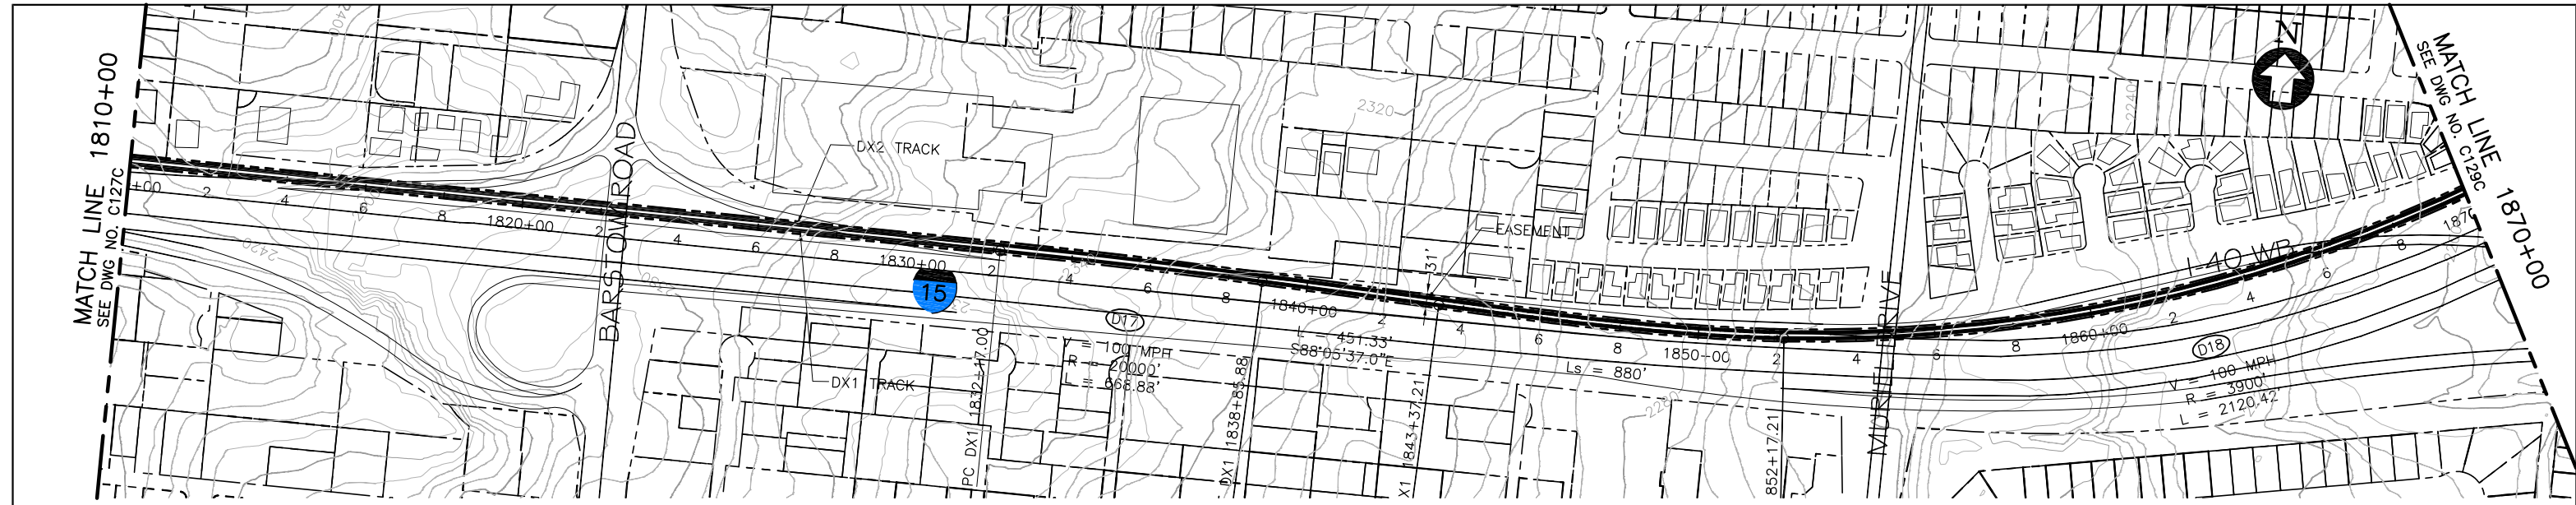 MATCH LINE 1810+00
SEE DWG NO. C127C
+00
2
4
6
8
1820+00
2
4
6
8
1830+00
2
4
6
8
1840+00
2
4
6
8
1850+00
2
4
6
8
1860+00
2
4
6
8
BARSTOW ROAD
DX2 TRACK
DX1 TRACK
15
2420
2320
2240
2280
PC DX1 1832+17.00
D17
V = 100 MPH
R = 20000'
L = 668.88'
DX1 1838+85.88
L = 451.33'
S88°05'37.0"E
31'
EASEMENT
X1 1843+37.21
Ls = 880'
852+17.21
MURIEL DRIVE
I-40 WB
D18
V = 100 MPH
R = 3900'
L = 2120.42'
N
MATCH LINE 1870+00
SEE DWG NO. C129C